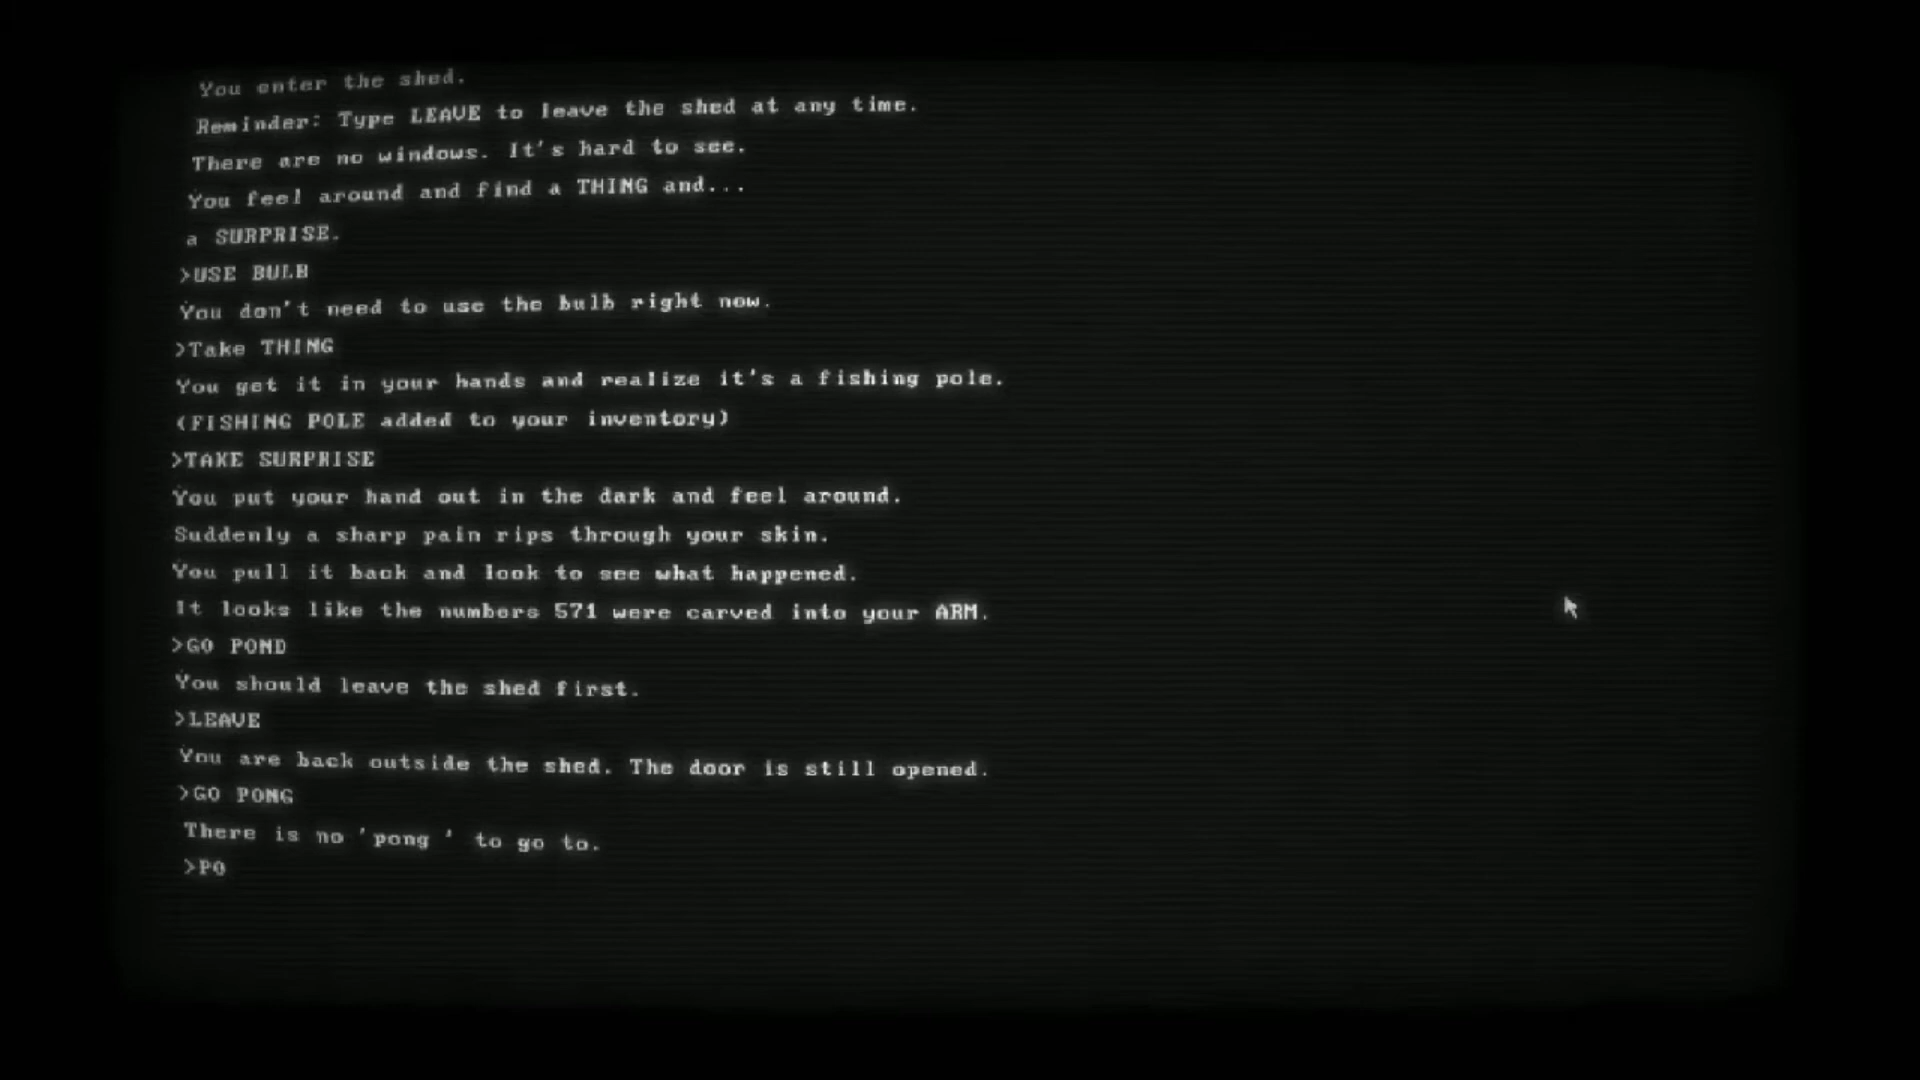 You enter the shed.
Reminder: Type LEAVE to leave the shed at any time.
There are no windows. It's hard to see.
You feel around and find a THING and...
a SURPRISE.
>USE BULB
You don't need to use the bulb right now.
>Take THING
You get it in your hands and realize it's a fishing pole.
(FISHING POLE added to your inventory)
>TAKE SURPRISE
You put your hand out in the dark and feel around.
Suddenly a sharp pain rips through your skin.
You pull it back and look to see what happened.
It looks like the numbers 571 were carved into your ARM.
>GO POND
You should leave the shed first.
>LEAVE
You are back outside the shed. The door is still opened.
>GO PONG
There is no 'pong ' to go to.
>PO